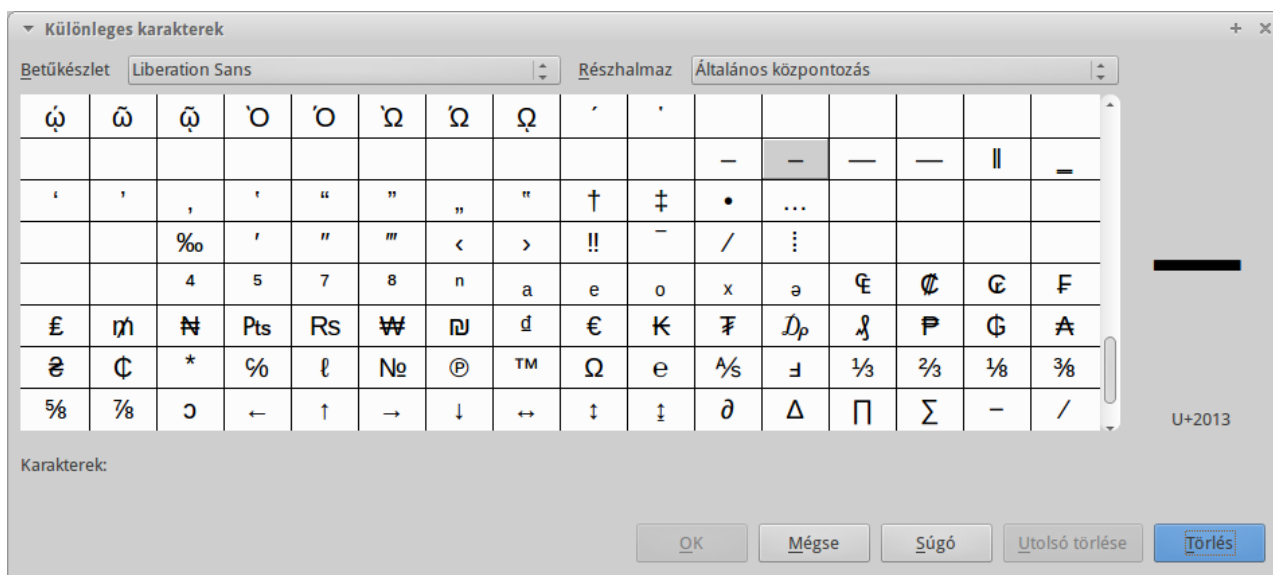 Különleges karakterek
Betűkészlet Liberation Sans Részhalmaz Általános központozás
ῴ ῶ ῷ Ὸ Ό Ὼ Ώ ῼ ´ ῾
‒ – — ― ‖ ‗
‘ ’ ‚ ‛ “ ” „ ‟ † ‡ • …
‰ ′ ″ ‴ ‹ › ‼ ‾ ⁄ ⁞
⁴ ⁵ ⁷ ⁸ ⁿ ₐ ₑ ₒ ₓ ₔ ₠ ₡ ₢ ₣
₤ ₥ ₦ ₧ ₨ ₩ ₪ ₫ € ₭ ₮ ₯ ₰ ₱ ₲ ₳
₴ ₵ * ℅ ℓ № ℗ ™ Ω ℮ ⅍ ⅎ ⅓ ⅔ ⅛ ⅜
⅝ ⅞ ↄ ← ↑ → ↓ ↔ ↕ ↨ ∂ ∆ ∏ ∑ − ∕
U+2013
Karakterek:
OK Mégse Súgó Utolsó törlése Törlés